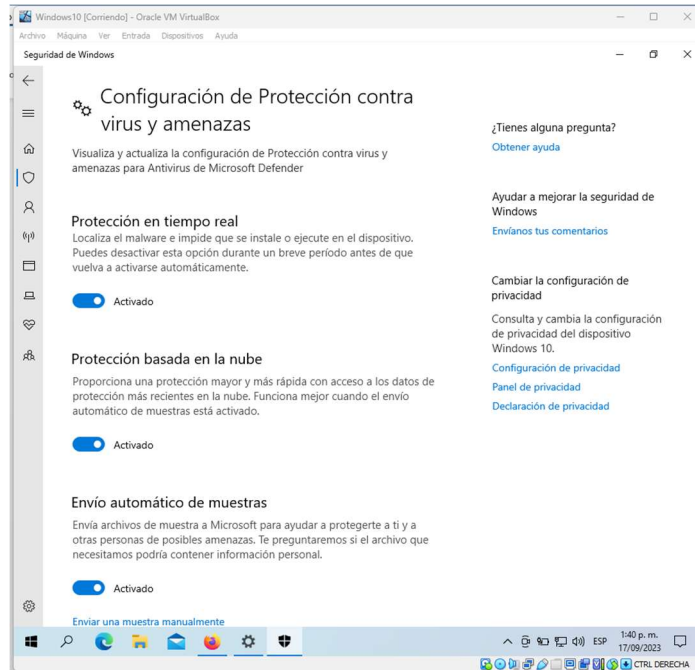 Windows10 [Corriendo] - Oracle VM VirtualBox
Archivo Máquina Ver Entrada Dispositivos Ayuda
Seguridad de Windows
Configuración de Protección contra
virus y amenazas
Visualiza y actualiza la configuración de Protección contra virus y
amenazas para Antivirus de Microsoft Defender
Protección en tiempo real
Localiza el malware e impide que se instale o ejecute en el dispositivo.
Puedes desactivar esta opción durante un breve período antes de que
vuelva a activarse automáticamente.
Activado
Protección basada en la nube
Proporciona una protección mayor y más rápida con acceso a los datos de
protección más recientes en la nube. Funciona mejor cuando el envío
automático de muestras está activado.
Activado
Envío automático de muestras
Envía archivos de muestra a Microsoft para ayudar a protegerte a ti y a
otras personas de posibles amenazas. Te preguntaremos si el archivo que
necesitamos podría contener información personal.
Activado
Enviar una muestra manualmente
¿Tienes alguna pregunta?
Obtener ayuda
Ayudar a mejorar la seguridad de
Windows
Envíanos tus comentarios
Cambiar la configuración de
privacidad
Consulta y cambia la configuración
de privacidad del dispositivo
Windows 10.
Configuración de privacidad
Panel de privacidad
Declaración de privacidad
ESP
1:40 p. m.
17/09/2023
CTRL DERECHA